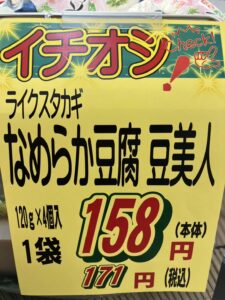 イチオシ
check it!?
ライクスタカギ
なめらか豆腐 豆美人
120g×4個入
1袋
158円(本体)
171円(税込)